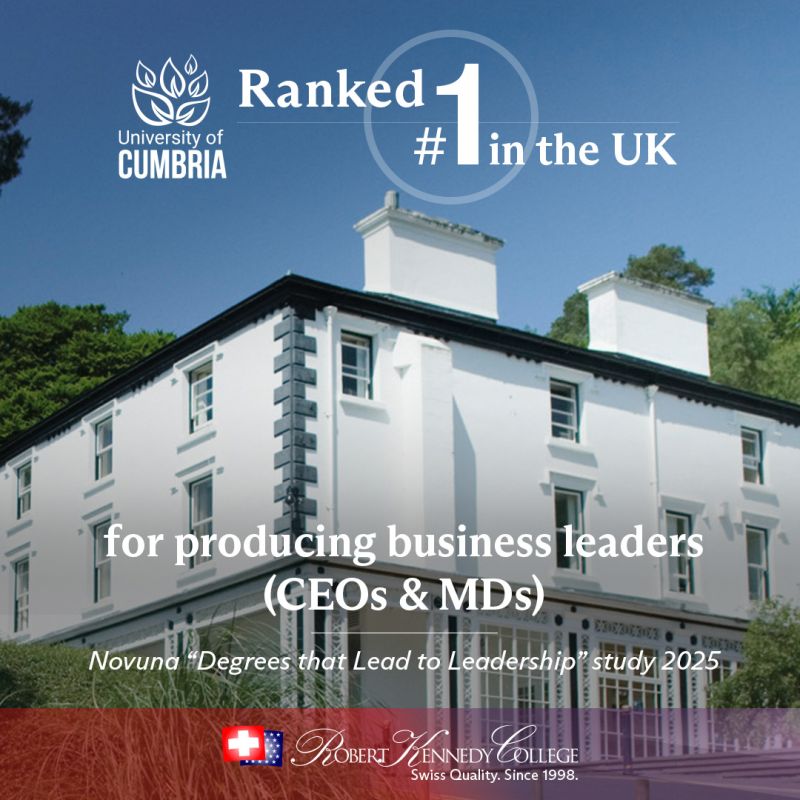 University of
CUMBRIA
Ranked
#1 in the UK
for producing business leaders
(CEOs & MDs)
Novuna “Degrees that Lead to Leadership” study 2025
ROBERT KENNEDY COLLEGE
Swiss Quality. Since 1998.